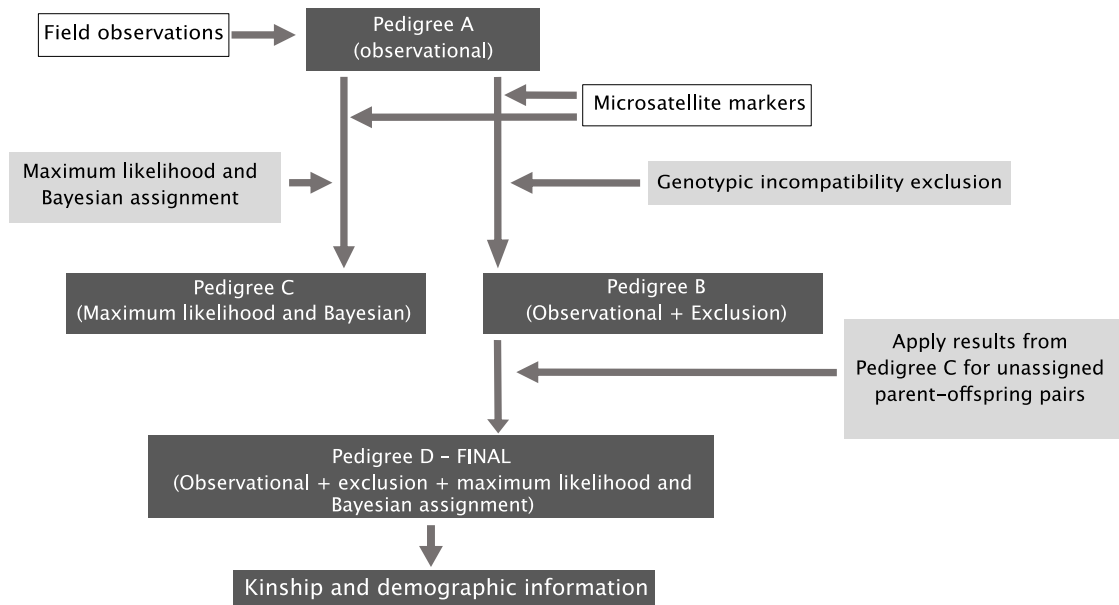 Field observations
Pedigree A
(observational)
Microsatellite markers
Maximum likelihood and
Bayesian assignment
Genotypic incompatibility exclusion
Pedigree C
(Maximum likelihood and Bayesian)
Pedigree B
(Observational + Exclusion)
Apply results from
Pedigree C for unassigned
parent-offspring pairs
Pedigree D – FINAL
(Observational + exclusion + maximum likelihood and
Bayesian assignment)
Kinship and demographic information